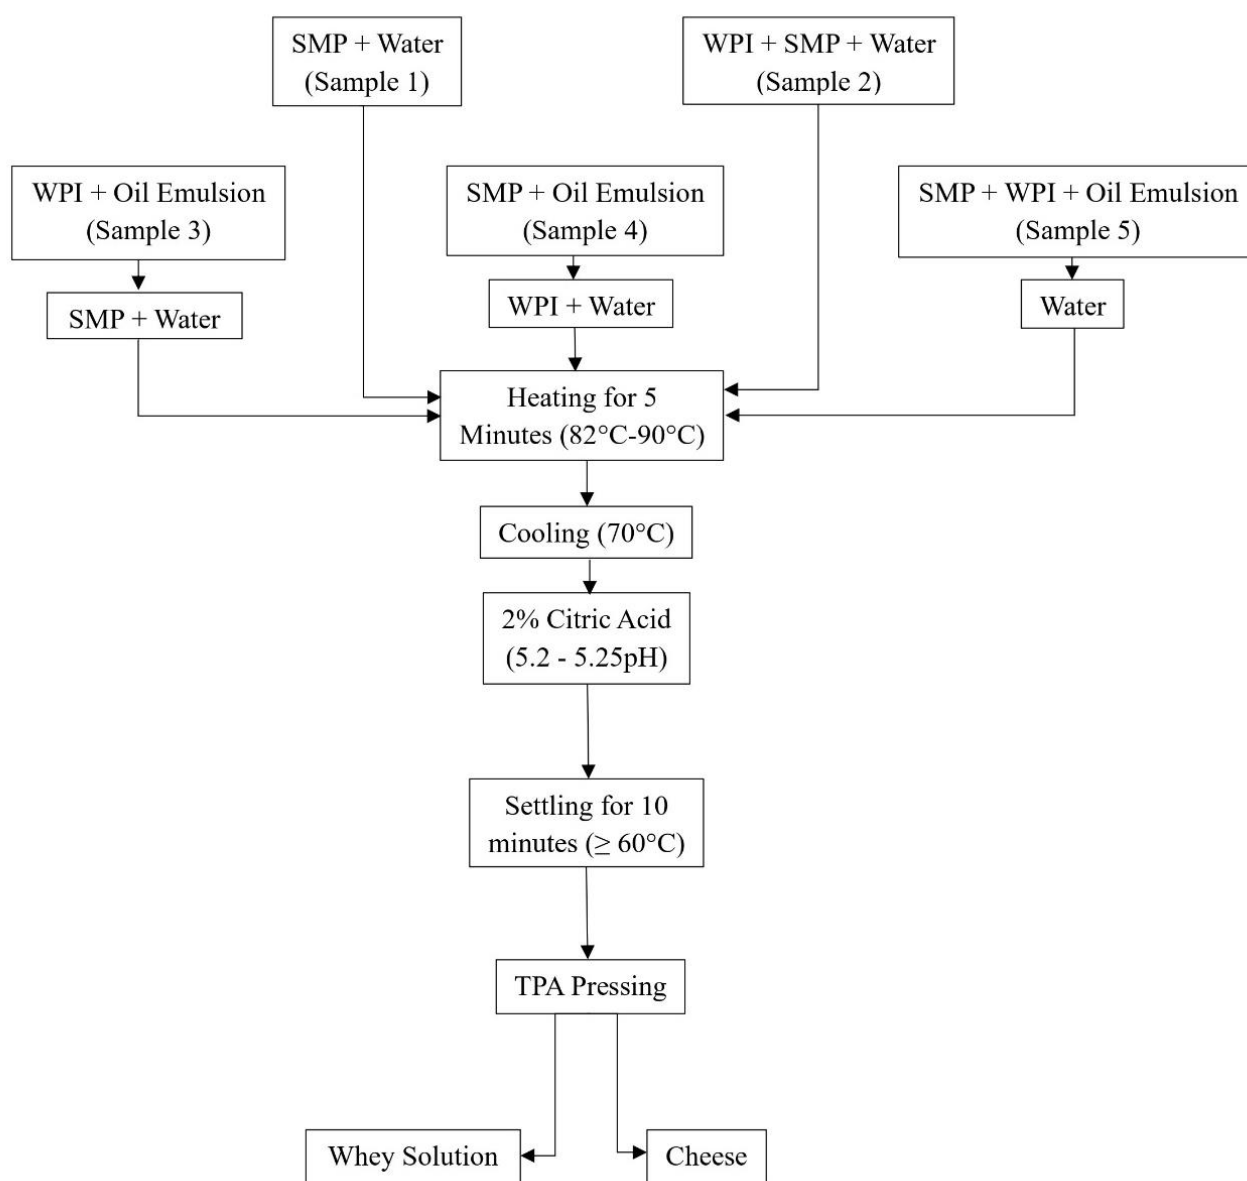 SMP + Water
(Sample 1)
WPI + SMP + Water
(Sample 2)
WPI + Oil Emulsion
(Sample 3)
SMP + Oil Emulsion
(Sample 4)
SMP + WPI + Oil Emulsion
(Sample 5)
SMP + Water
WPI + Water
Water
Heating for 5
Minutes (82°C-90°C)
Cooling (70°C)
2% Citric Acid
(5.2 - 5.25pH)
Settling for 10
minutes (≥ 60°C)
TPA Pressing
Whey Solution
Cheese